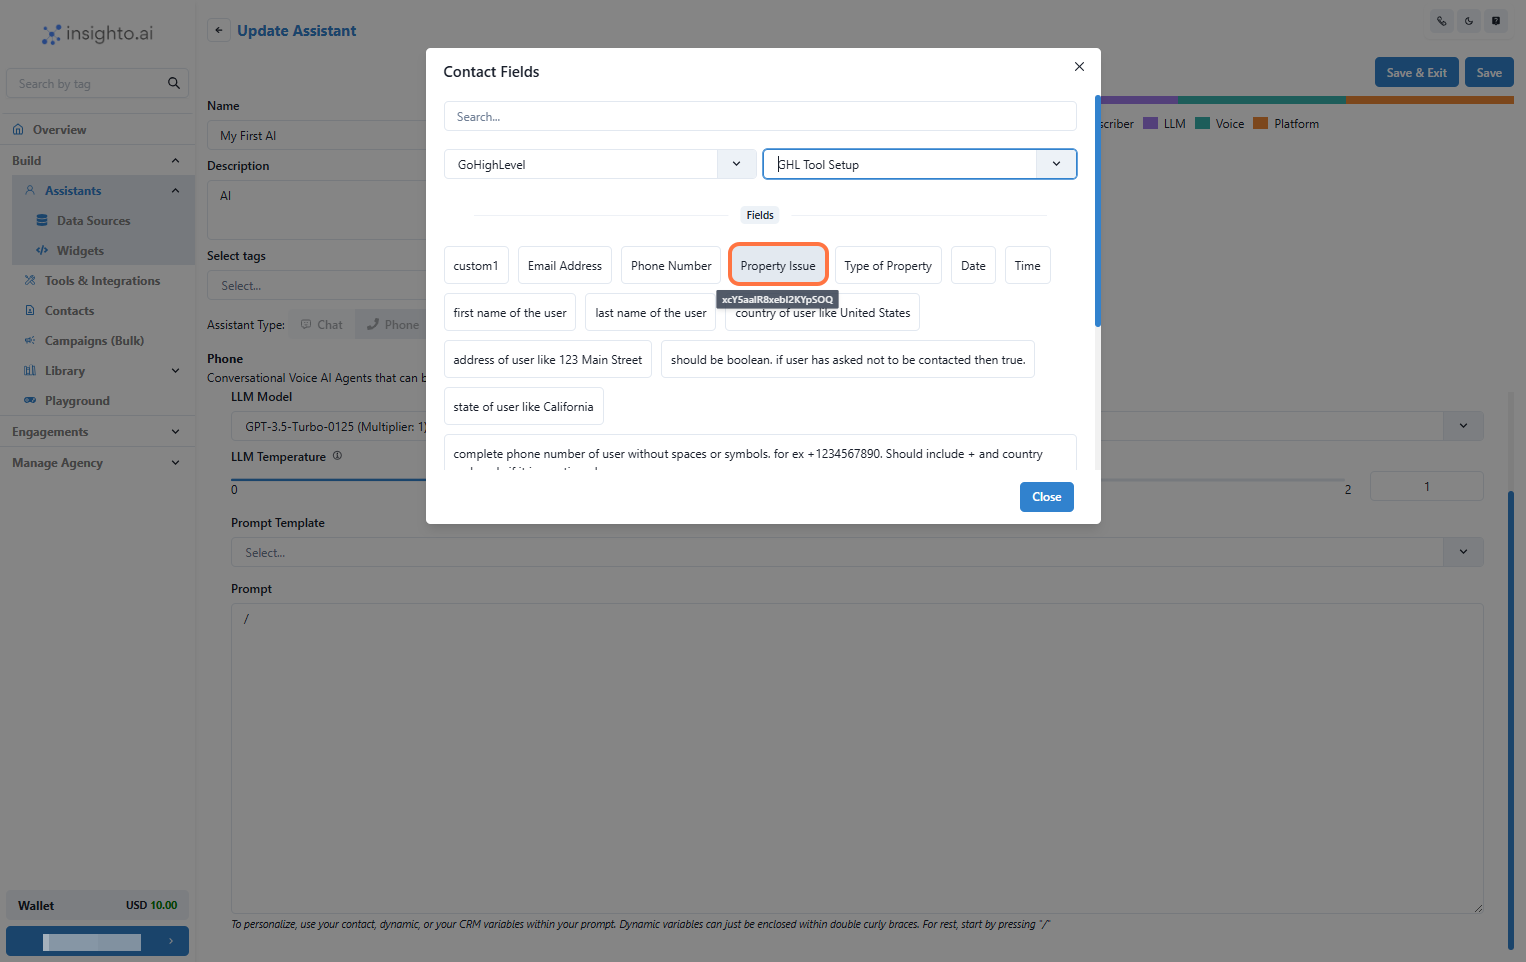 insighto.ai
Update Assistant
Search by tag
Overview
Build
Assistants
Data Sources
Widgets
Tools & Integrations
Contacts
Campaigns (Bulk)
Library
Playground
Engagements
Manage Agency
Wallet
USD 10.00
Save & Exit
Save
scriber
LLM
Voice
Platform
Name
My First AI
Description
AI
Select tags
Select...
Assistant Type:
Chat
Phone
Phone
Conversational Voice AI Agents that can b
LLM Model
GPT-3.5-Turbo-0125 (Multiplier: 1)
LLM Temperature
0
2
1
Prompt Template
Select...
Prompt
/
To personalize, use your contact, dynamic, or your CRM variables within your prompt. Dynamic variables can just be enclosed within double curly braces. For rest, start by pressing "/"
Contact Fields
Search...
GoHighLevel
GHL Tool Setup
Fields
custom1
Email Address
Phone Number
Property Issue
Type of Property
Date
Time
first name of the user
last name of the user
country of user like United States
address of user like 123 Main Street
should be boolean. if user has asked not to be contacted then true.
state of user like California
complete phone number of user without spaces or symbols. for ex +1234567890. Should include + and country
Close